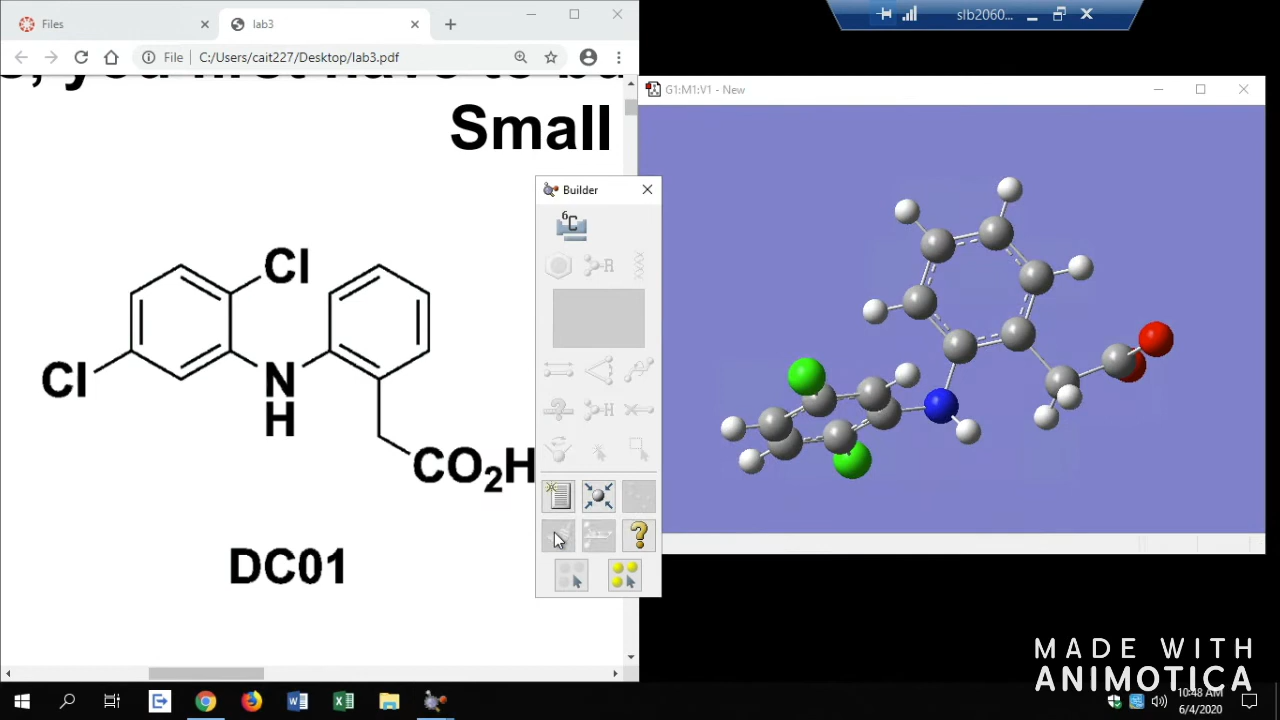 Files
lab3
slb2060...
File
C:/Users/cait227/Desktop/lab3.pdf
G1:M1:V1 - New
Small
Builder
6C
R
H
Cl
Cl
N
H
CO2H
DC01
MADE WITH
ANIMOTICA
10:48 AM
6/4/2020